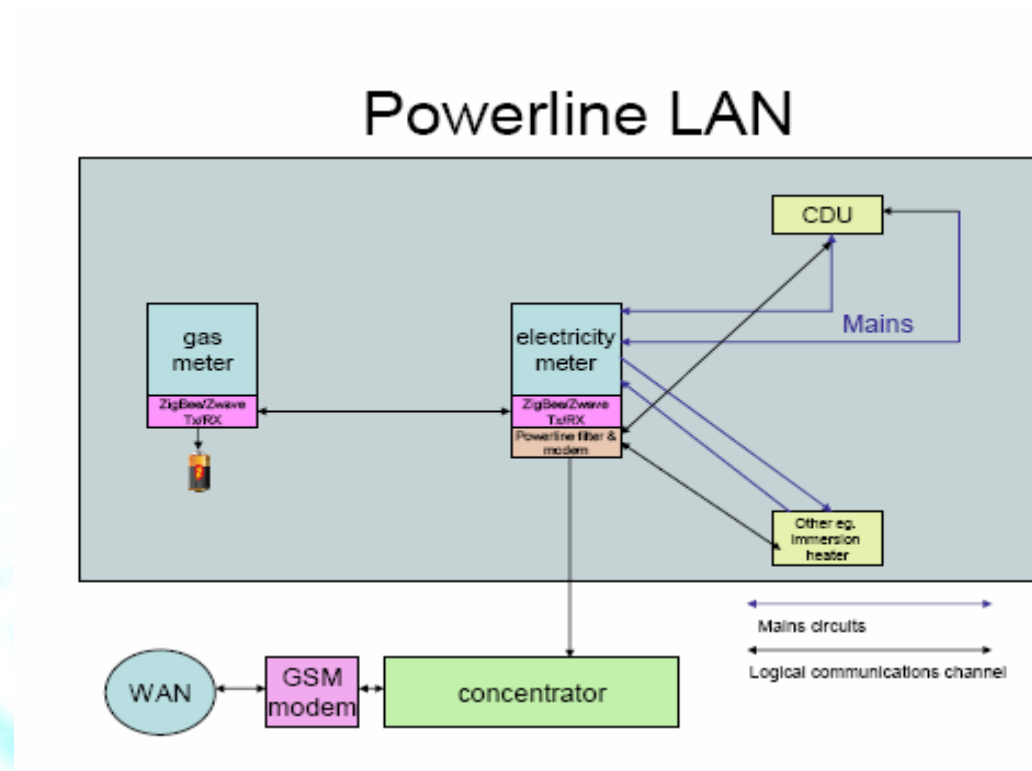 Powerline LAN
CDU
Mains
gas
meter
ZigBee/Zwave
Tx/RX
electricity
meter
ZigBee/Zwave
Tx/RX
Powerline filter &
modem
Other eg.
Immersion
heater
Mains circuits
Logical communications channel
WAN
GSM
modem
concentrator